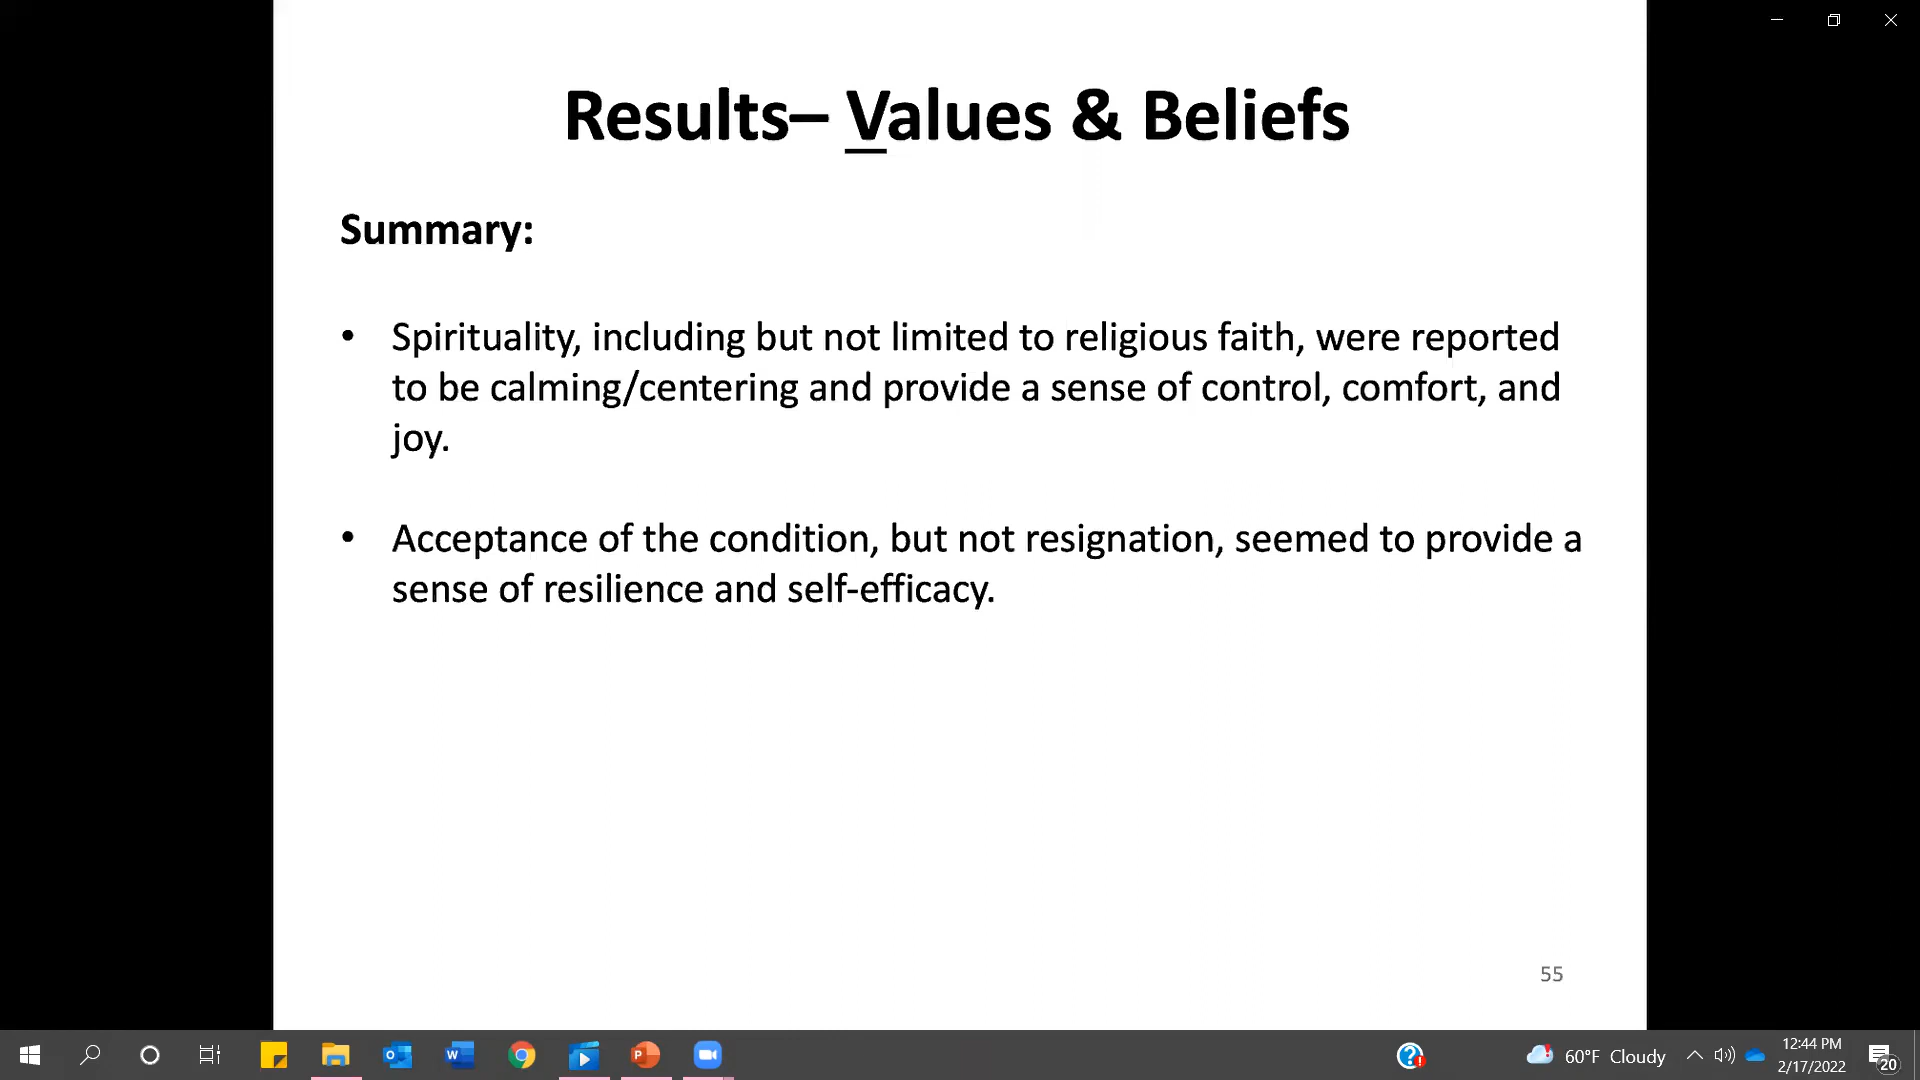 Results– Values & Beliefs
Summary:
• Spirituality, including but not limited to religious faith, were reported
to be calming/centering and provide a sense of control, comfort, and
joy.
• Acceptance of the condition, but not resignation, seemed to provide a
sense of resilience and self-efficacy.
55
60°F Cloudy
12:44 PM
2/17/2022
20